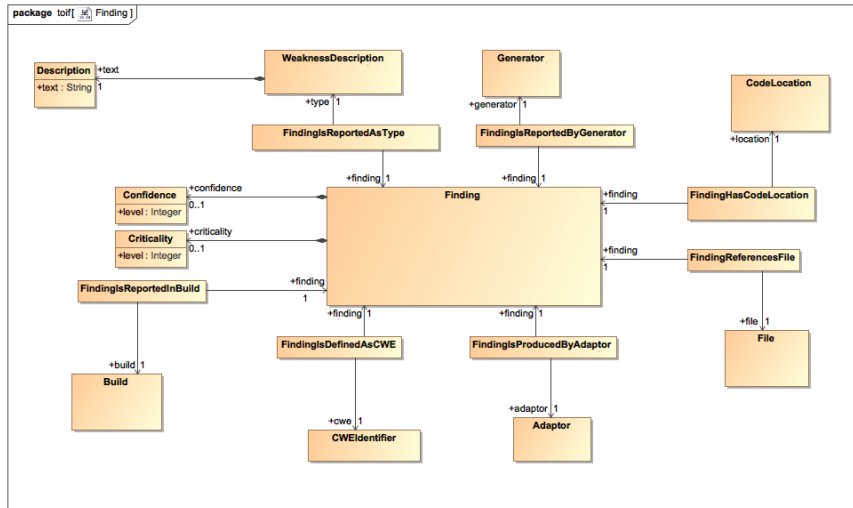 package toif[ Finding ]
WeaknessDescription
Generator
Description
+text : String
+text
1
CodeLocation
+type 1
+generator 1
+location 1
FindingIsReportedAsType
FindingIsReportedByGenerator
+finding 1
+finding 1
Confidence
+level : Integer
+confidence
0..1
Finding
+finding
1
FindingHasCodeLocation
Criticality
+level : Integer
+criticality
0..1
+finding
1
FindingReferencesFile
FindingIsReportedInBuild
+finding
1
+finding 1
+finding 1
+file 1
FindingIsDefinedAsCWE
FindingIsProducedByAdaptor
File
+build 1
Build
+cwe 1
+adaptor 1
CWEIdentifier
Adaptor